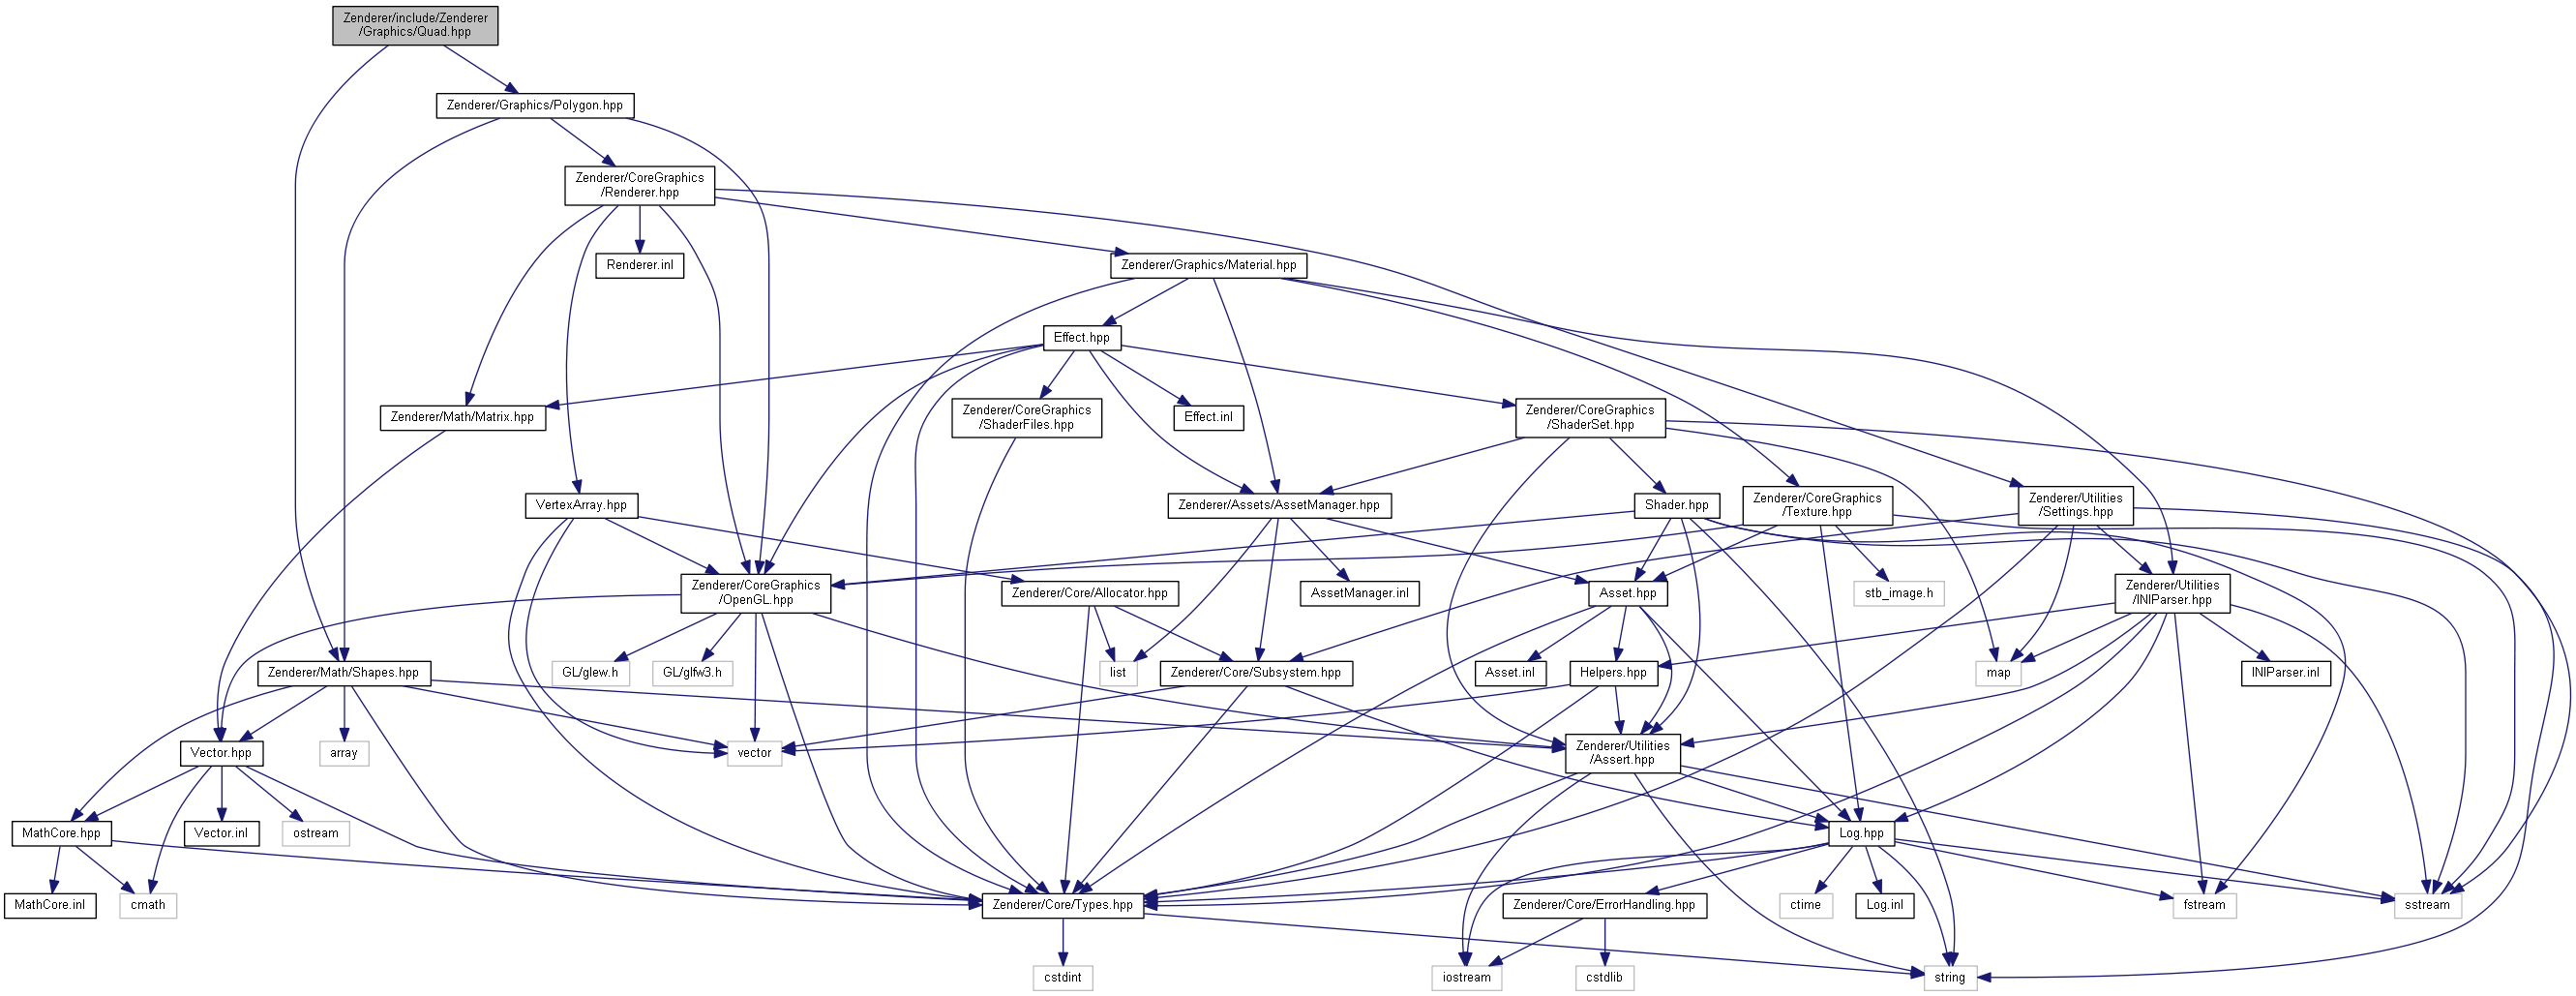 Zenderer/include/Zenderer
/Graphics/Quad.hpp
Zenderer/Graphics/Polygon.hpp
Zenderer/CoreGraphics
/Renderer.hpp
Renderer.inl
Zenderer/Graphics/Material.hpp
Effect.hpp
Zenderer/Math/Matrix.hpp
Zenderer/CoreGraphics
/ShaderFiles.hpp
Effect.inl
Zenderer/CoreGraphics
/ShaderSet.hpp
VertexArray.hpp
Zenderer/Assets/AssetManager.hpp
Shader.hpp
Zenderer/CoreGraphics
/Texture.hpp
Zenderer/Utilities
/Settings.hpp
Zenderer/CoreGraphics
/OpenGL.hpp
Zenderer/Core/Allocator.hpp
AssetManager.inl
Asset.hpp
stb_image.h
Zenderer/Utilities
/INIParser.hpp
Zenderer/Math/Shapes.hpp
GL/glew.h
GL/glfw3.h
list
Zenderer/Core/Subsystem.hpp
Asset.inl
Helpers.hpp
map
INIParser.inl
Vector.hpp
array
vector
Zenderer/Utilities
/Assert.hpp
MathCore.hpp
Vector.inl
ostream
Log.hpp
MathCore.inl
cmath
Zenderer/Core/Types.hpp
Zenderer/Core/ErrorHandling.hpp
ctime
Log.inl
fstream
sstream
cstdint
iostream
cstdlib
string